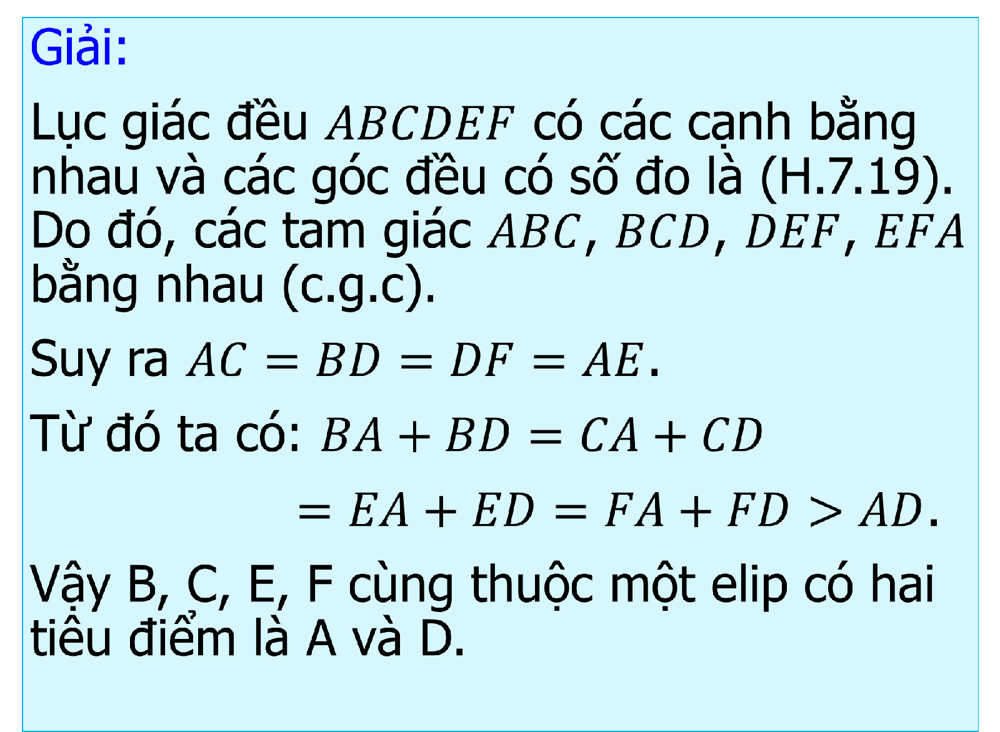 Giải:
Lục giác đều ABCDEF có các cạnh bằng
nhau và các góc đều có số đo là (H.7.19).
Do đó, các tam giác ABC, BCD, DEF, EFA
bằng nhau (c.g.c).
Suy ra AC = BD = DF = AE.
Từ đó ta có: BA + BD = CA + CD
= EA + ED = FA + FD > AD.
Vậy B, C, E, F cùng thuộc một elip có hai
tiêu điểm là A và D.